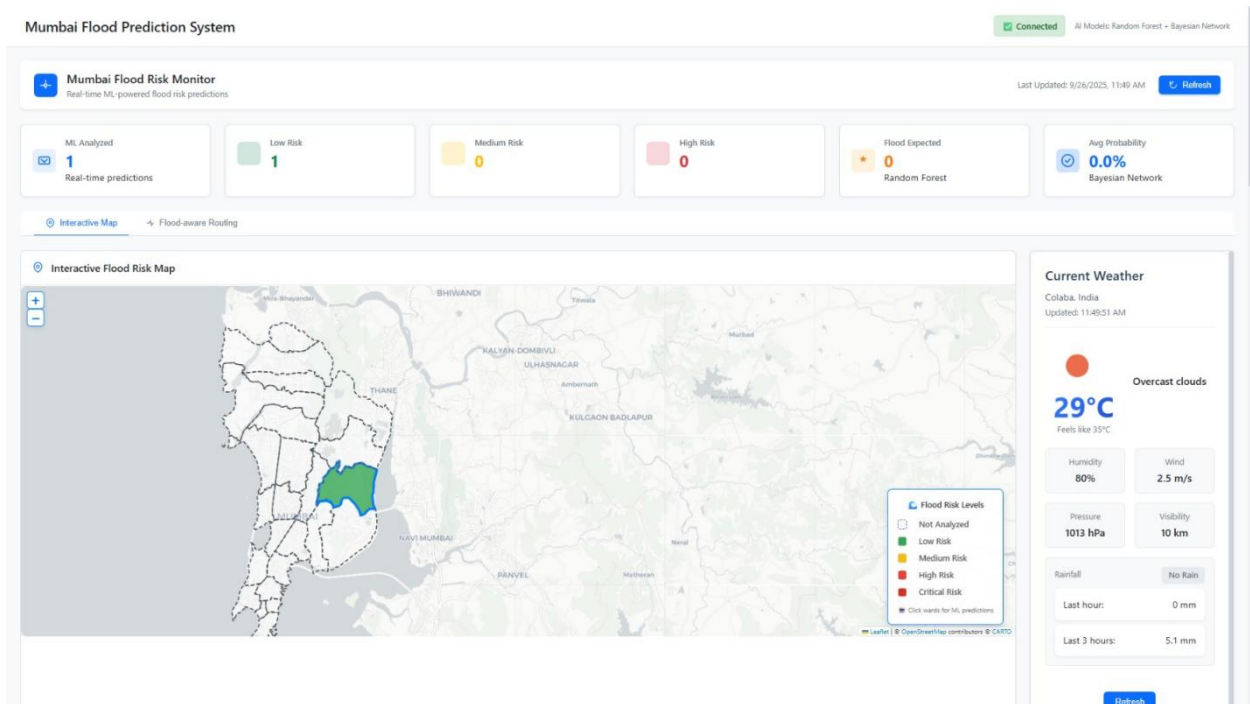 Mumbai Flood Prediction System
Connected
AI Models: Random Forest + Bayesian Network
Mumbai Flood Risk Monitor
Real-time ML-powered flood risk predictions
Last Updated: 9/26/2025, 11:49 AM
Refresh
ML Analyzed
1
Real-time predictions
Low Risk
1
Medium Risk
0
High Risk
0
Flood Expected
0
Random Forest
Avg Probability
0.0%
Bayesian Network
Interactive Map
Flood-aware Routing
Interactive Flood Risk Map
+
−
Mira-Bhayandar
BHIWANDI
Titwala
Murbad
KALYAN-DOMBIVLI
ULHASNAGAR
THANE
Ambernath
KULGAON BADLAPUR
MUMBAI
NAVI MUMBAI
Neral
PANVEL
Matheran
Flood Risk Levels
Not Analyzed
Low Risk
Medium Risk
High Risk
Critical Risk
Click wards for ML predictions
Leaflet | © OpenStreetMap contributors © CARTO
Current Weather
Colaba, India
Updated: 11:49:51 AM
Overcast clouds
29°C
Feels like 35°C
Humidity
80%
Wind
2.5 m/s
Pressure
1013 hPa
Visibility
10 km
Rainfall
No Rain
Last hour:
0 mm
Last 3 hours:
5.1 mm
Refresh